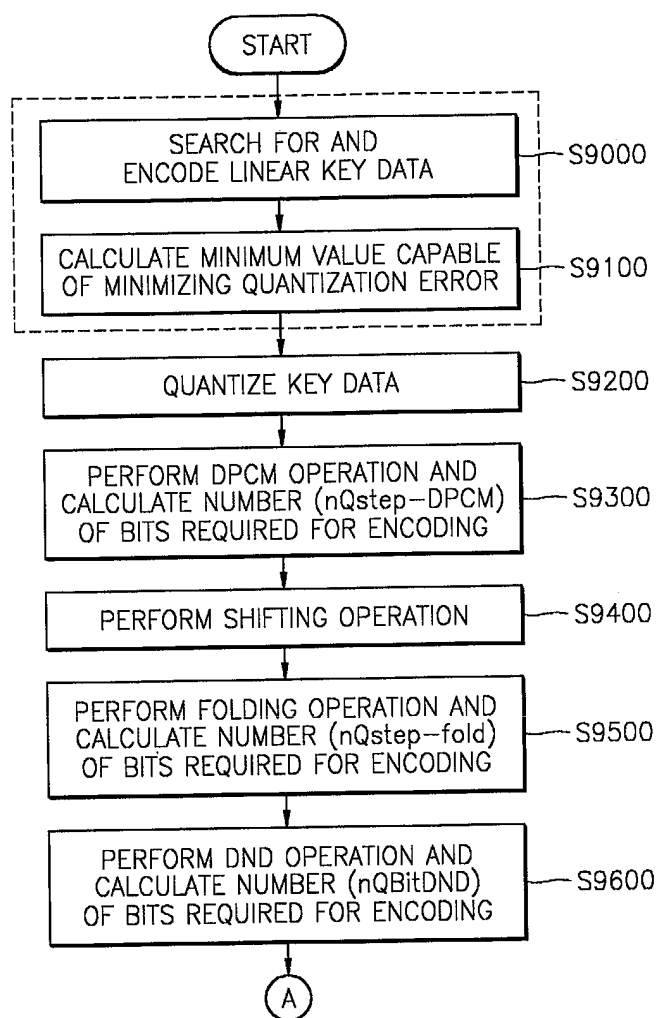 START
SEARCH FOR AND
ENCODE LINEAR KEY DATA
S9000
CALCULATE MINIMUM VALUE CAPABLE
OF MINIMIZING QUANTIZATION ERROR
S9100
QUANTIZE KEY DATA
S9200
PERFORM DPCM OPERATION AND
CALCULATE NUMBER (nQstep-DPCM)
OF BITS REQUIRED FOR ENCODING
S9300
PERFORM SHIFTING OPERATION
S9400
PERFORM FOLDING OPERATION AND
CALCULATE NUMBER (nQstep-fold)
OF BITS REQUIRED FOR ENCODING
S9500
PERFORM DND OPERATION AND
CALCULATE NUMBER (nQBitDND)
OF BITS REQUIRED FOR ENCODING
S9600
A